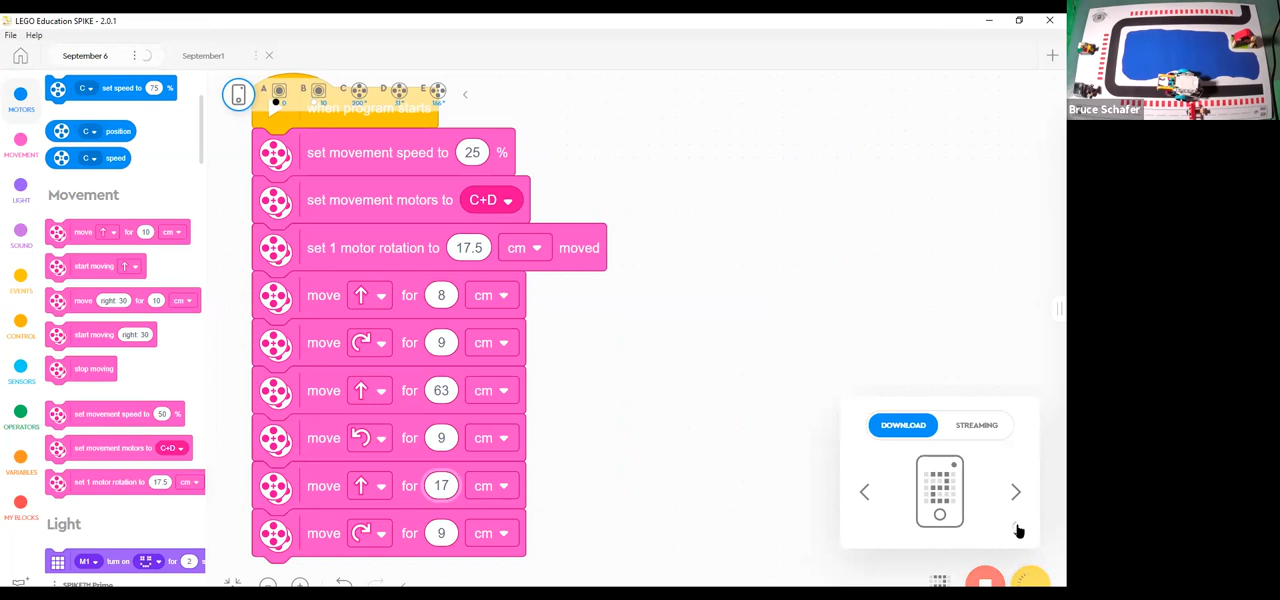 LEGO Education SPIKE - 2.0.1
File Help
September 6
September1
Bruce Schafer
MOTORS
MOVEMENT
LIGHT
SOUND
EVENTS
CONTROL
SENSORS
OPERATORS
VARIABLES
MY BLOCKS
C set speed to 75 %
C position
C speed
Movement
move for 10 cm
start moving
move right: 30 for 10 cm
start moving right: 30
stop moving
set movement speed to 50 %
set movement motors to C+D
set 1 motor rotation to 17.5 cm
Light
M1 turn on for 2
SPIKE™ Prime
A B C D E
when program starts
set movement speed to 25 %
set movement motors to C+D
set 1 motor rotation to 17.5 cm moved
move for 8 cm
move for 9 cm
move for 63 cm
move for 9 cm
move for 17 cm
move for 9 cm
DOWNLOAD STREAMING